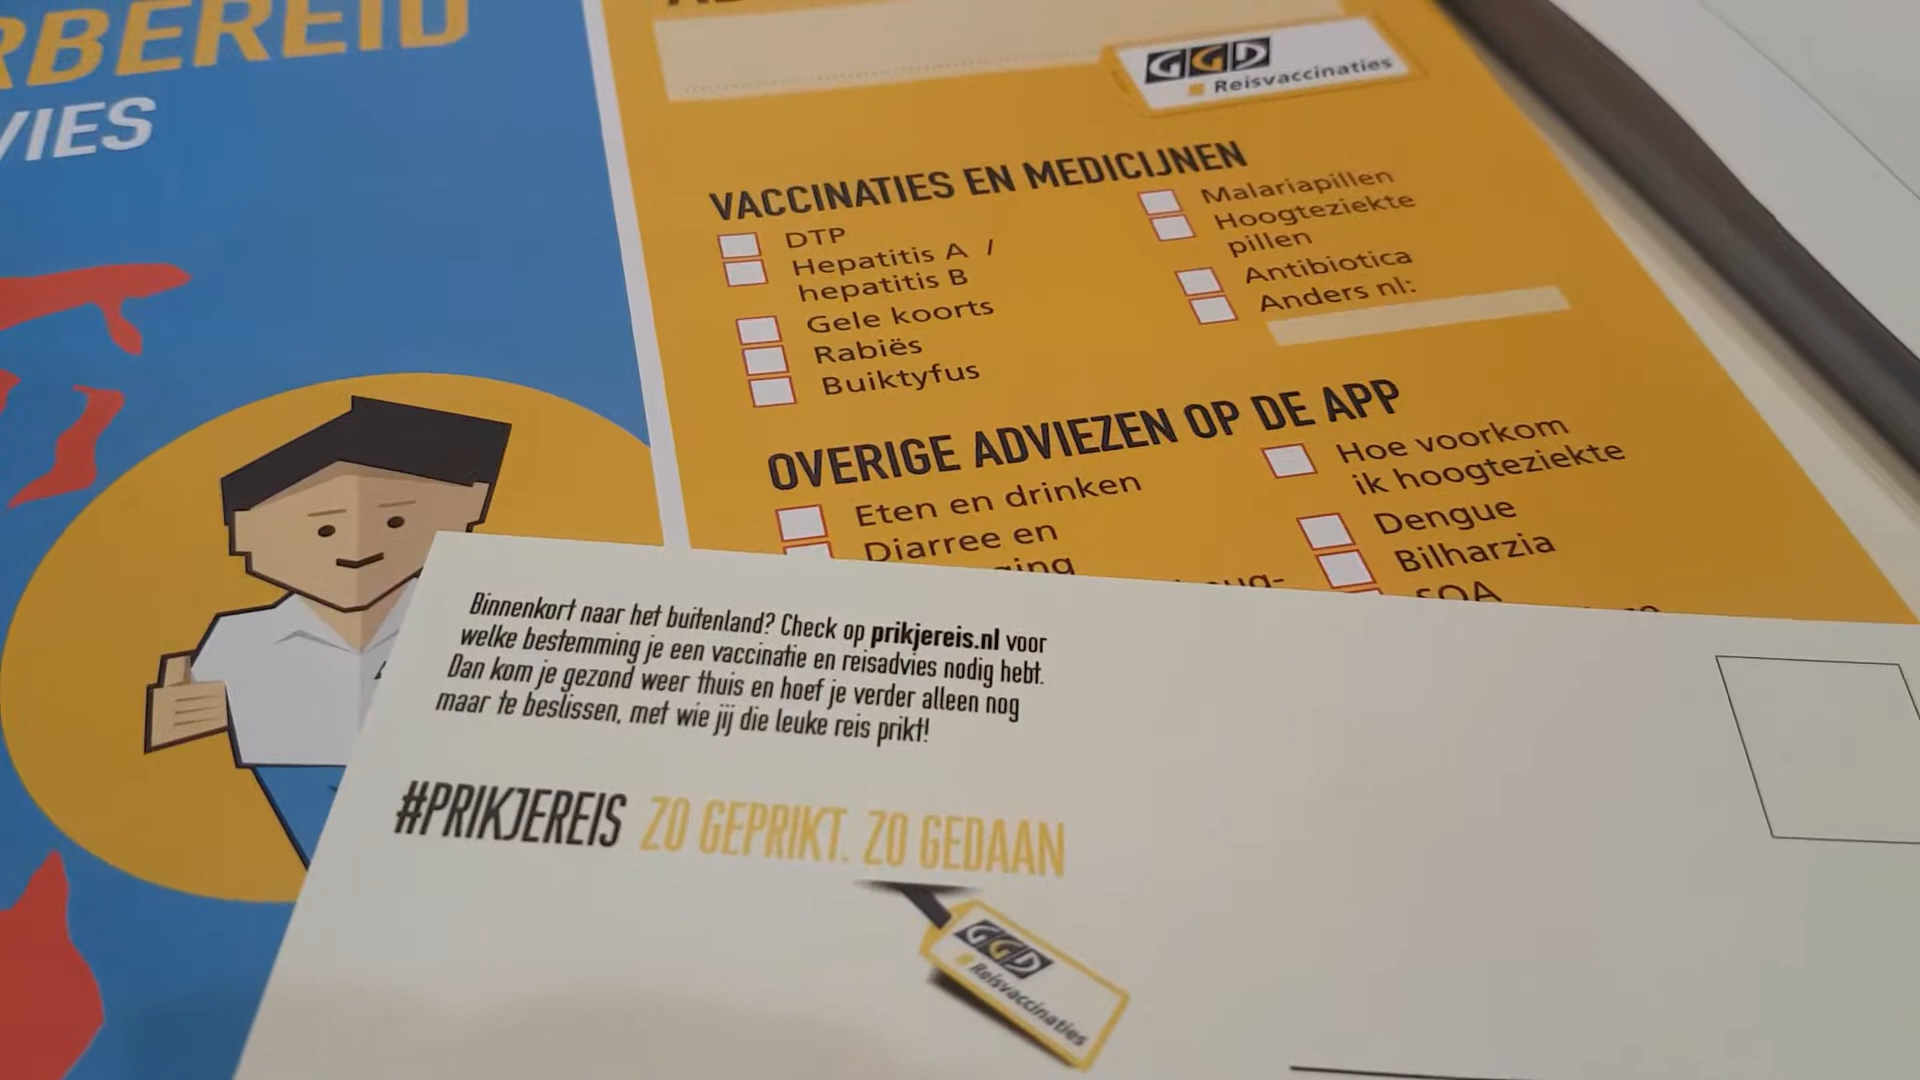 VIES
GGD
Reisvaccinaties
VACCINATIES EN MEDICIJNEN
DTP
Hepatitis A /
hepatitis B
Gele koorts
Rabiës
Buiktyfus
Malariapillen
Hoogteziekte
pillen
Antibiotica
Anders nl:
OVERIGE ADVIEZEN OP DE APP
Eten en drinken
Diarree en
Hoe voorkom
ik hoogteziekte
Dengue
Bilharzia
SOA
Binnenkort naar het buitenland? Check op prikjereis.nl voor
welke bestemming je een vaccinatie en reisadvies nodig hebt.
Dan kom je gezond weer thuis en hoef je verder alleen nog
maar te beslissen, met wie jij die leuke reis prikt!
#PRIKJEREIS ZO GEPRIKT. ZO GEDAAN
GGD
Reisvaccinaties